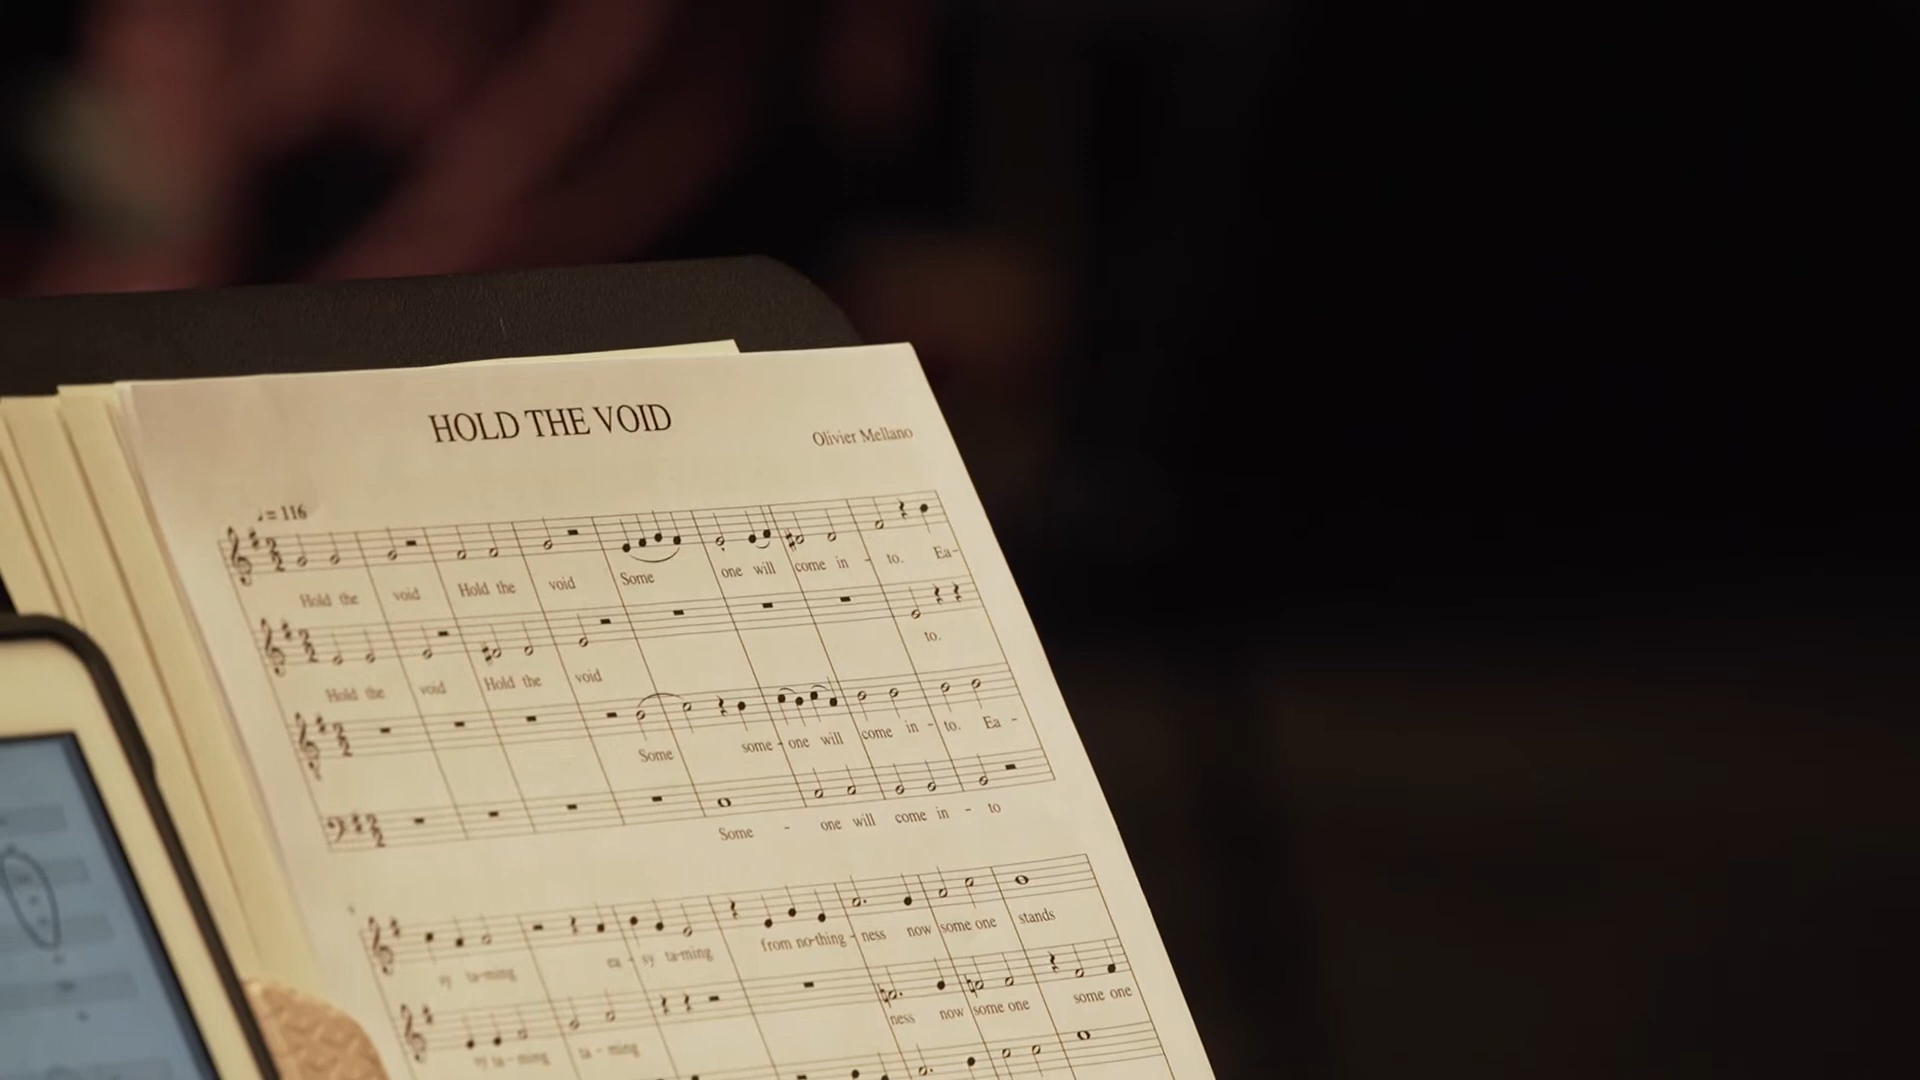 HOLD THE VOID
Olivier Mellano
♩= 116
Hold the void Hold the void Some one will come in - to. Ea-
Hold the void Hold the void to.
Some some - one will come in - to. Ea -
Some - one will come in - to
sy ta-ming ea - sy ta-ming from no-thing - ness now some one stands
sy ta - ming ta - ming ness now some one some one